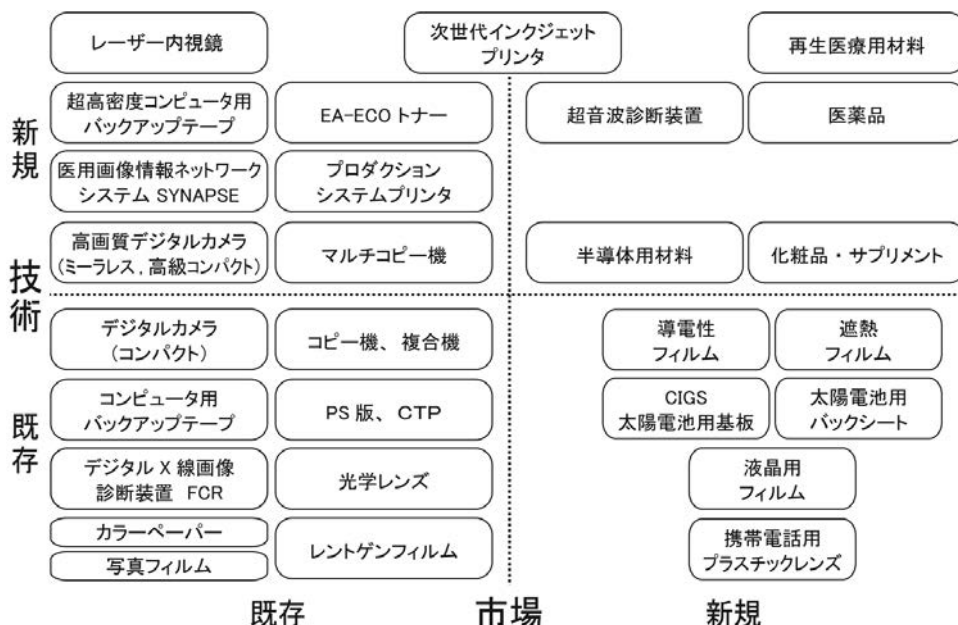 レーザー内視鏡
次世代インクジェット
プリンタ
再生医療用材料
新規
超高密度コンピュータ用
バックアップテープ
EA-ECO トナー
超音波診断装置
医薬品
医用画像情報ネットワーク
システム SYNAPSE
プロダクション
システムプリンタ
高画質デジタルカメラ
(ミーラレス，高級コンパクト)
マルチコピー機
半導体用材料
化粧品・サプリメント
技術
デジタルカメラ
(コンパクト)
コピー機、複合機
導電性
フィルム
遮熱
フィルム
既存
コンピュータ用
バックアップテープ
PS 版、CTP
CIGS
太陽電池用基板
太陽電池用
バックシート
デジタル X 線画像
診断装置 FCR
光学レンズ
液晶用
フィルム
カラーペーパー
写真フィルム
レントゲンフィルム
携帯電話用
プラスチックレンズ
既存
市場
新規